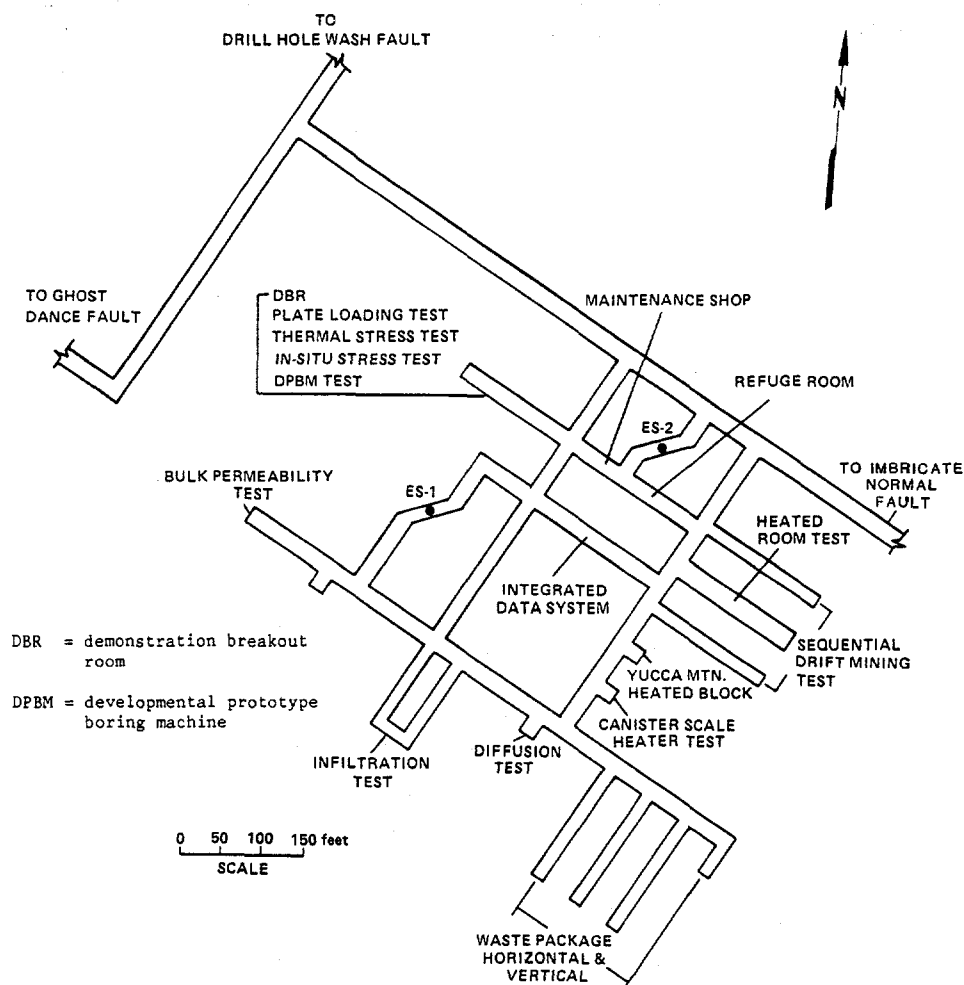 TO
DRILL HOLE WASH FAULT
N
TO GHOST
DANCE FAULT
DBR
PLATE LOADING TEST
THERMAL STRESS TEST
IN-SITU STRESS TEST
DPBM TEST
MAINTENANCE SHOP
REFUGE ROOM
ES-2
BULK PERMEABILITY
TEST
ES-1
TO IMBRICATE
NORMAL
FAULT
HEATED
ROOM TEST
INTEGRATED
DATA SYSTEM
DBR = demonstration breakout
room
DPBM = developmental prototype
boring machine
YUCCA MTN.
HEATED BLOCK
SEQUENTIAL
DRIFT MINING
TEST
CANISTER SCALE
HEATER TEST
DIFFUSION
TEST
INFILTRATION
TEST
0 50 100 150 feet
SCALE
WASTE PACKAGE
HORIZONTAL &
VERTICAL